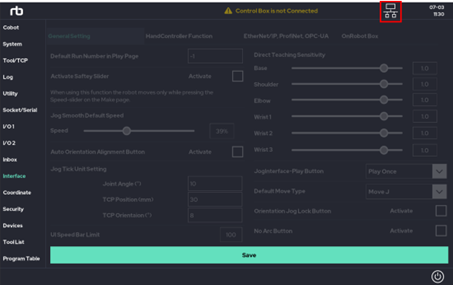 rb
Control Box is not Connected
07-03
11:30
Cobot
System
Tool/TCP
Log
Utility
Socket/Serial
I/O 1
I/O 2
Inbox
Interface
Coordinate
Security
Devices
Tool List
Program Table
General Setting
HandController Function
EtherNet/IP, ProfiNet, OPC-UA
OnRobot Box
Default Run Number in Play Page
-1
Activate Saftey Slider
Activate
When using this function the robot moves only while pressing the
Speed slider on the Make page.
Jog Smooth Default Speed
Speed
39%
Auto Orientation Alignment Button
Activate
Jog Tick Unit Setting
Joint Angle (°)
10
TCP Position (mm)
30
TCP Orientaion (°)
UI Speed Bar Limit
100
Direct Teaching Sensitivity
Base
1.0
Shoulder
1.0
Elbow
1.0
Wrist 1
1.0
Wrist 2
1.0
Wrist 3
1.0
JogInterface-Play Button
Play Once
Default Move Type
Move J
Orientation Jog Lock Button
Activate
No Arc Button
Activate
Save